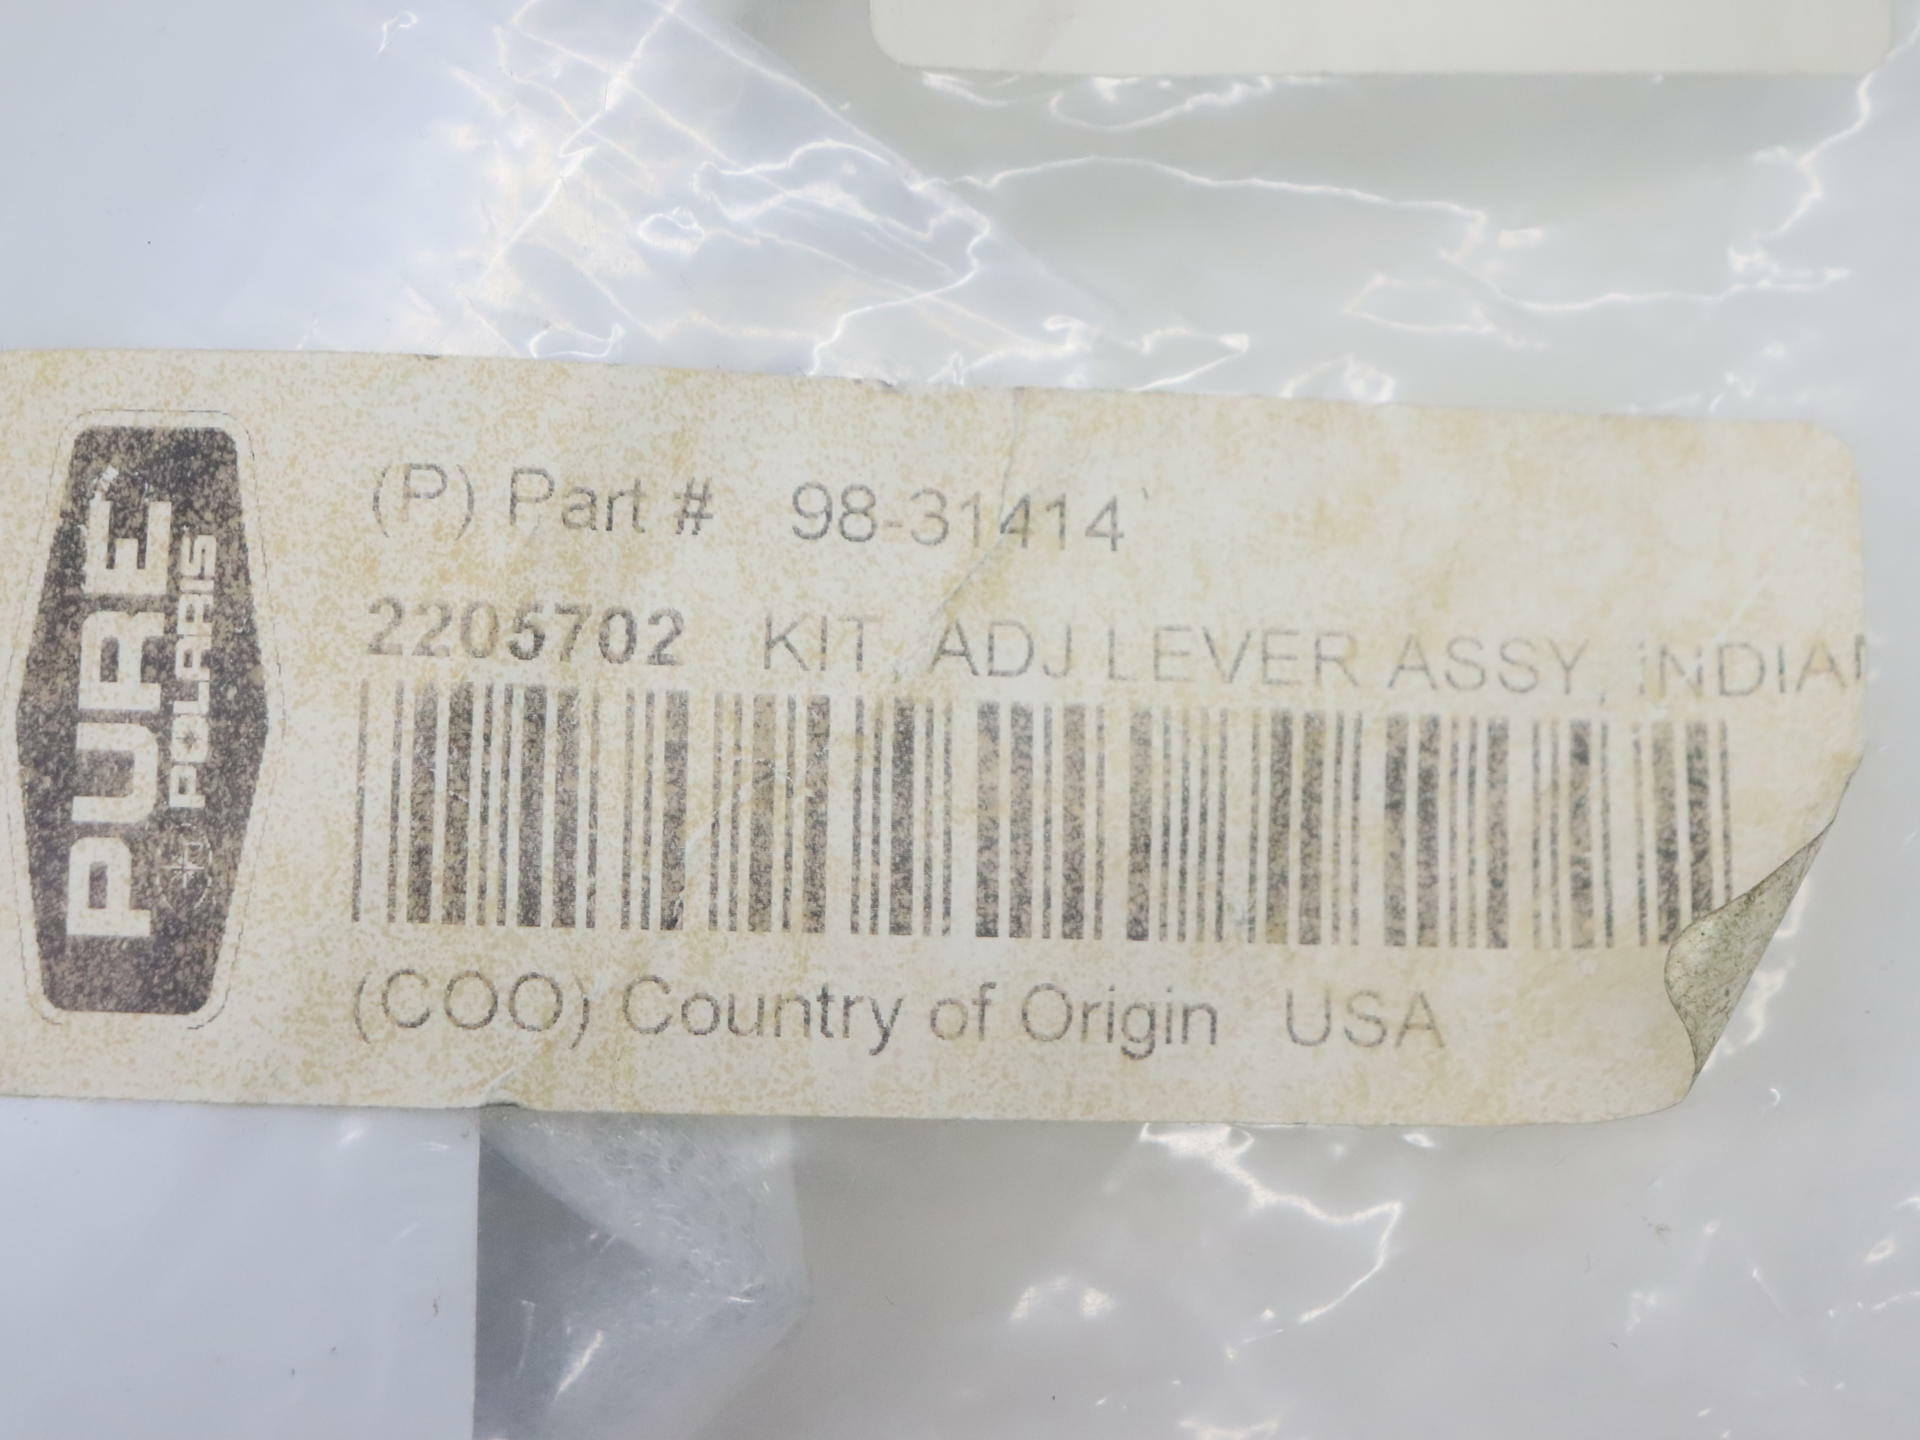 PURE
POLARIS
(P) Part # 98-31414
2205702 KIT, ADJ LEVER ASSY, INDIAN
(COO) Country of Origin USA